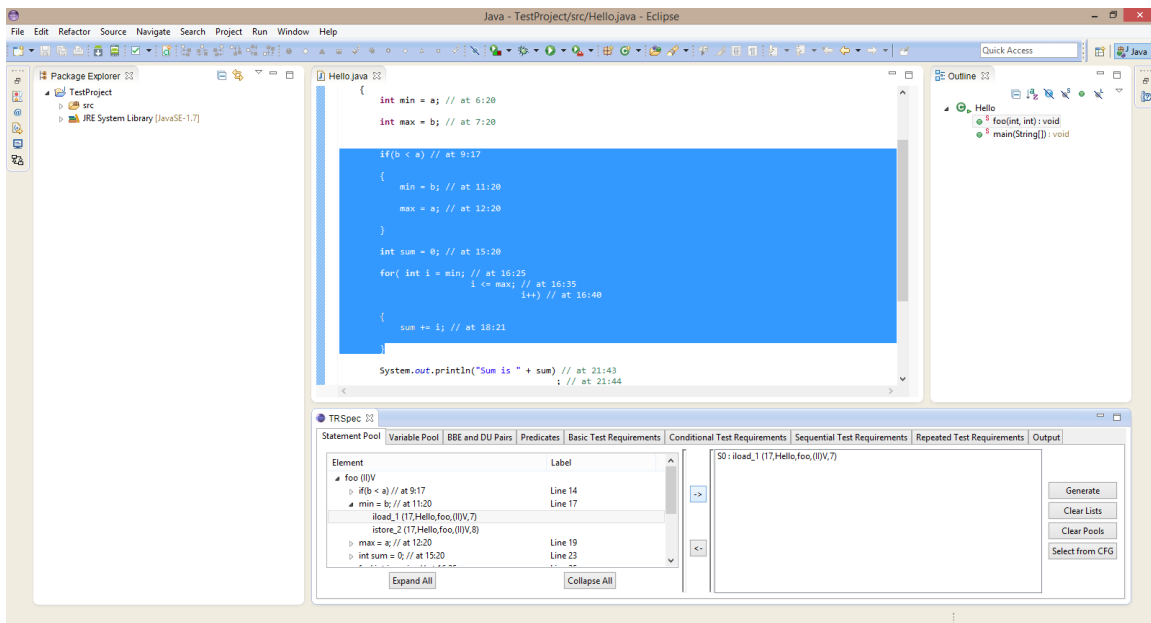 Java - TestProject/src/Hello.java - Eclipse
File Edit Refactor Source Navigate Search Project Run Window Help
Quick Access
Java
Package Explorer
TestProject
src
JRE System Library [JavaSE-1.7]
Hello.java
{
int min = a; // at 6:20
int max = b; // at 7:20
if(b < a) // at 9:17
{
min = b; // at 11:20
max = a; // at 12:20
}
int sum = 0; // at 15:20
for( int i = min; // at 16:25
i <= max; // at 16:35
i++) // at 16:40
{
sum += i; // at 18:21
}
System.out.println("Sum is " + sum) // at 21:43
; // at 21:44
Outline
Hello
foo(int, int) : void
main(String[]) : void
TRSpec
Statement Pool Variable Pool BBE and DU Pairs Predicates Basic Test Requirements Conditional Test Requirements Sequential Test Requirements Repeated Test Requirements Output
Element Label
foo (II)V
if(b < a) // at 9:17 Line 14
min = b; // at 11:20 Line 17
iload_1 (17,Hello,foo,(II)V,7)
istore_2 (17,Hello,foo,(II)V,8)
max = a; // at 12:20 Line 19
int sum = 0; // at 15:20 Line 23
Expand All Collapse All
->
<-
S0 : iload_1 (17,Hello,foo,(II)V,7)
Generate
Clear Lists
Clear Pools
Select from CFG